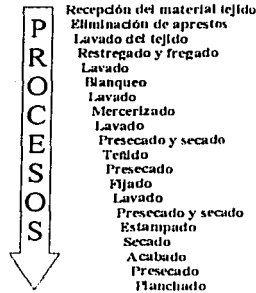 PROCESOS
Recepción del material tejido
Eliminación de aprestos
Lavado del tejido
Restregado y fregado
Lavado
Blanqueo
Lavado
Mercerizado
Lavado
Presecado y secado
Teñido
Presecado
Fijado
Lavado
Presecado y secado
Estampado
Secado
Acabado
Presecado
Planchado